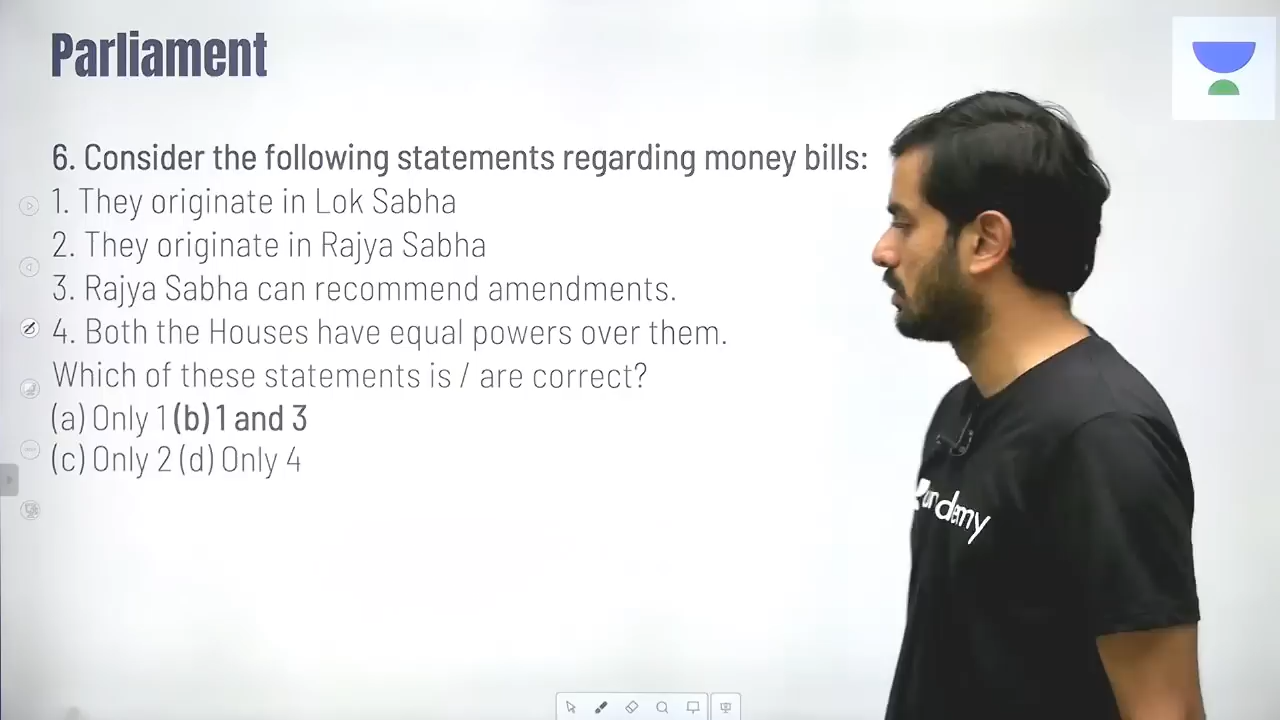 Parliament
6. Consider the following statements regarding money bills:
1. They originate in Lok Sabha
2. They originate in Rajya Sabha
3. Rajya Sabha can recommend amendments.
4. Both the Houses have equal powers over them.
Which of these statements is / are correct?
(a) Only 1 (b) 1 and 3
(c) Only 2 (d) Only 4